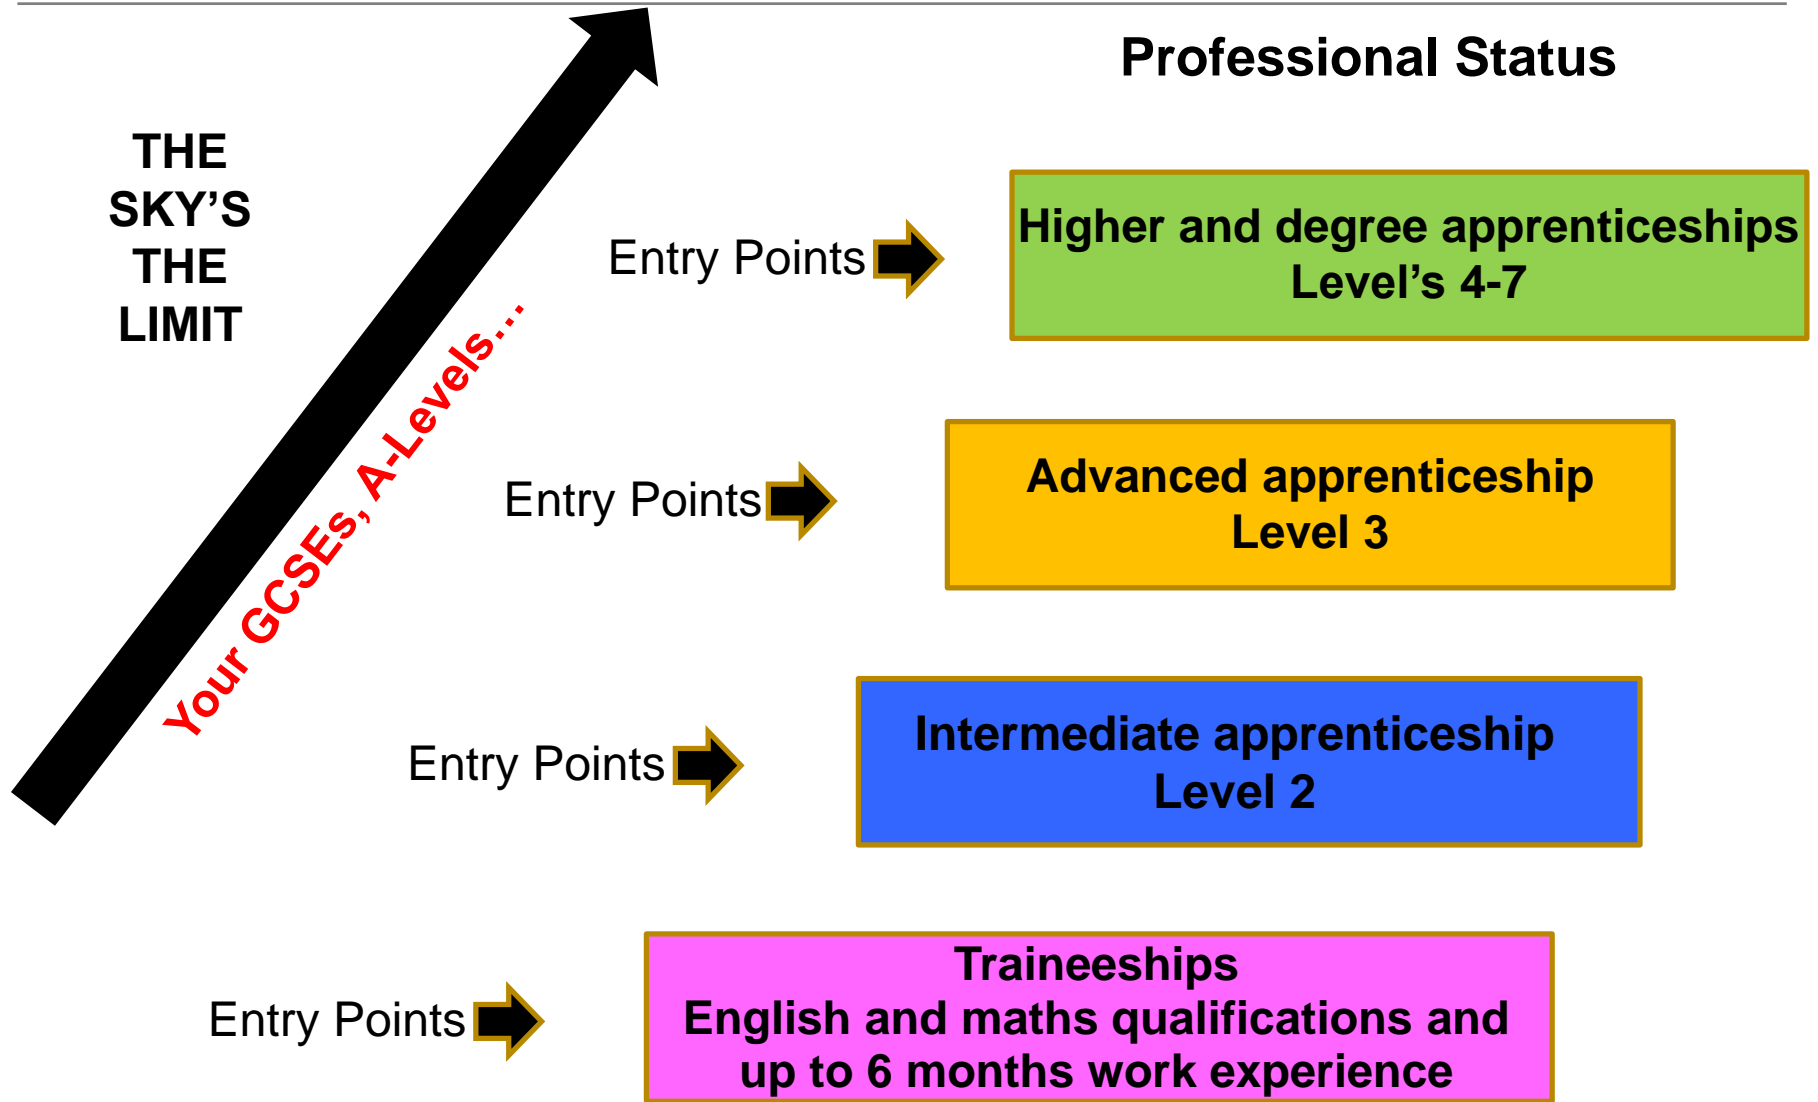 Professional Status
THE
SKY’S
THE
LIMIT
Your GCSEs, A-Levels…
Entry Points
Higher and degree apprenticeships
Level’s 4-7
Entry Points
Advanced apprenticeship
Level 3
Entry Points
Intermediate apprenticeship
Level 2
Entry Points
Traineeships
English and maths qualifications and
up to 6 months work experience